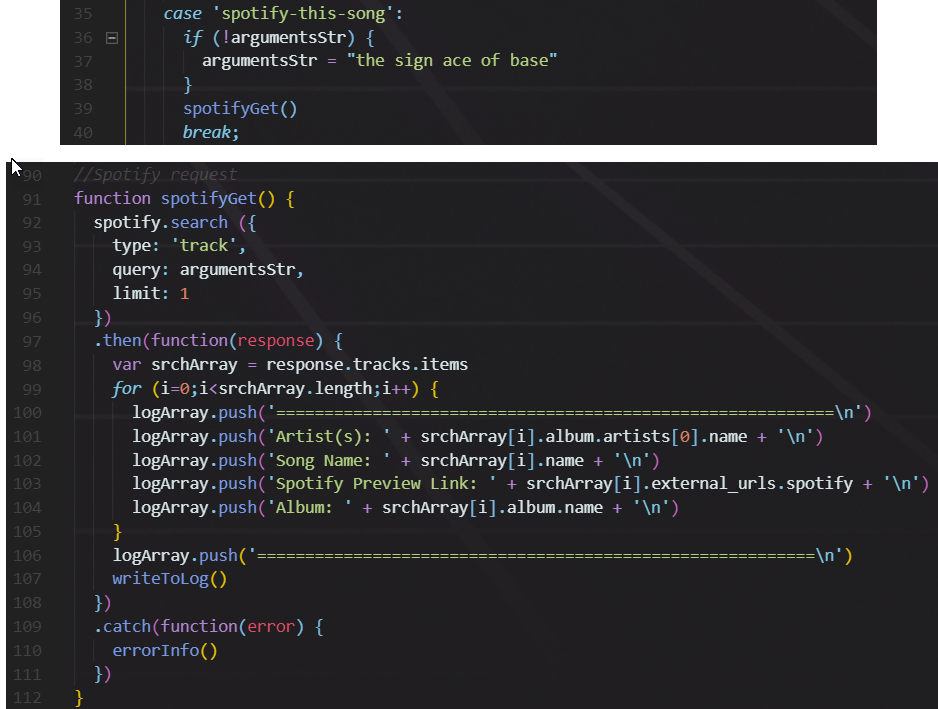 35 case 'spotify-this-song':
36 if (!argumentsStr) {
37 argumentsStr = "the sign ace of base"
38 }
39 spotifyGet()
40 break;
90 //Spotify request
91 function spotifyGet() {
92 spotify.search ({
93 type: 'track',
94 query: argumentsStr,
95 limit: 1
96 })
97 .then(function(response) {
98 var srchArray = response.tracks.items
99 for (i=0;i<srchArray.length;i++) {
100 logArray.push('==========================================================\n')
101 logArray.push('Artist(s): ' + srchArray[i].album.artists[0].name + '\n')
102 logArray.push('Song Name: ' + srchArray[i].name + '\n')
103 logArray.push('Spotify Preview Link: ' + srchArray[i].external_urls.spotify + '\n')
104 logArray.push('Album: ' + srchArray[i].album.name + '\n')
105 }
106 logArray.push('==========================================================\n')
107 writeToLog()
108 })
109 .catch(function(error) {
110 errorInfo()
111 })
112 }